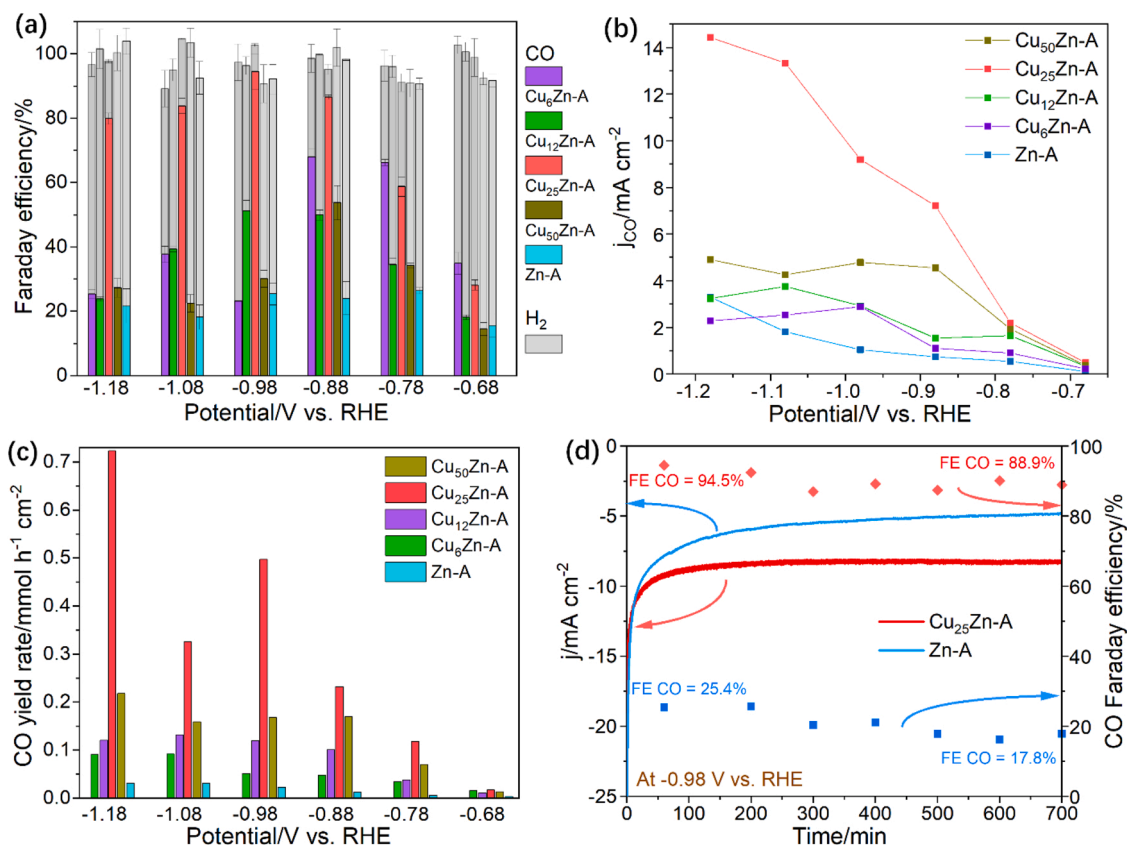 (a)
Faraday efficiency/%
100
80
60
40
20
0
-1.18
-1.08
-0.98
-0.88
-0.78
-0.68
Potential/V vs. RHE
CO
Cu₆Zn-A
Cu₁₂Zn-A
Cu₂₅Zn-A
Cu₅₀Zn-A
Zn-A
H₂
(b)
j_CO/mA cm⁻²
14
12
10
8
6
4
2
0
-1.2
-1.1
-1.0
-0.9
-0.8
-0.7
Potential/V vs. RHE
Cu₅₀Zn-A
Cu₂₅Zn-A
Cu₁₂Zn-A
Cu₆Zn-A
Zn-A
(c)
CO yield rate/mmol h⁻¹ cm⁻²
0.7
0.6
0.5
0.4
0.3
0.2
0.1
0.0
-1.18
-1.08
-0.98
-0.88
-0.78
-0.68
Potential/V vs. RHE
Cu₅₀Zn-A
Cu₂₅Zn-A
Cu₁₂Zn-A
Cu₆Zn-A
Zn-A
(d)
j/mA cm⁻²
0
-5
-10
-15
-20
-25
FE CO = 94.5%
FE CO = 88.9%
Cu₂₅Zn-A
Zn-A
FE CO = 25.4%
FE CO = 17.8%
At -0.98 V vs. RHE
0
100
200
300
400
500
600
700
Time/min
100
80
60
40
20
0
CO Faraday efficiency/%